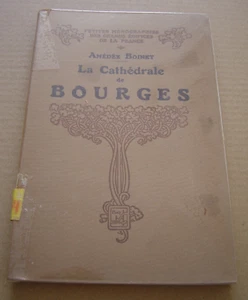 PETITES MONOGRAPHIES
DES GRANDS ÉDIFICES
DE LA FRANCE
AMÉDÉE BOINET
La Cathédrale
de
BOURGES